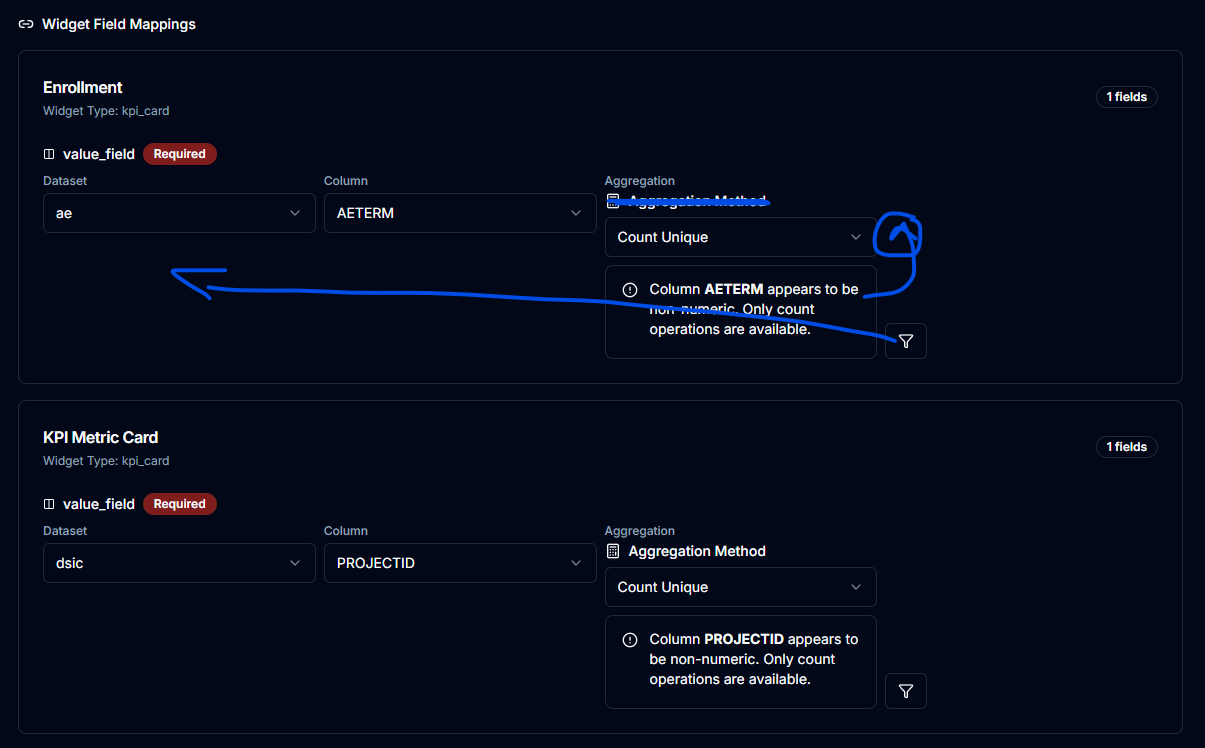 Widget Field Mappings
Enrollment
Widget Type: kpi_card
1 fields
value_field Required
Dataset Column Aggregation
Aggregation Method
ae AETERM Count Unique
Column AETERM appears to be
non-numeric. Only count
operations are available.
KPI Metric Card
Widget Type: kpi_card
1 fields
value_field Required
Dataset Column Aggregation
Aggregation Method
dsic PROJECTID Count Unique
Column PROJECTID appears to
be non-numeric. Only count
operations are available.